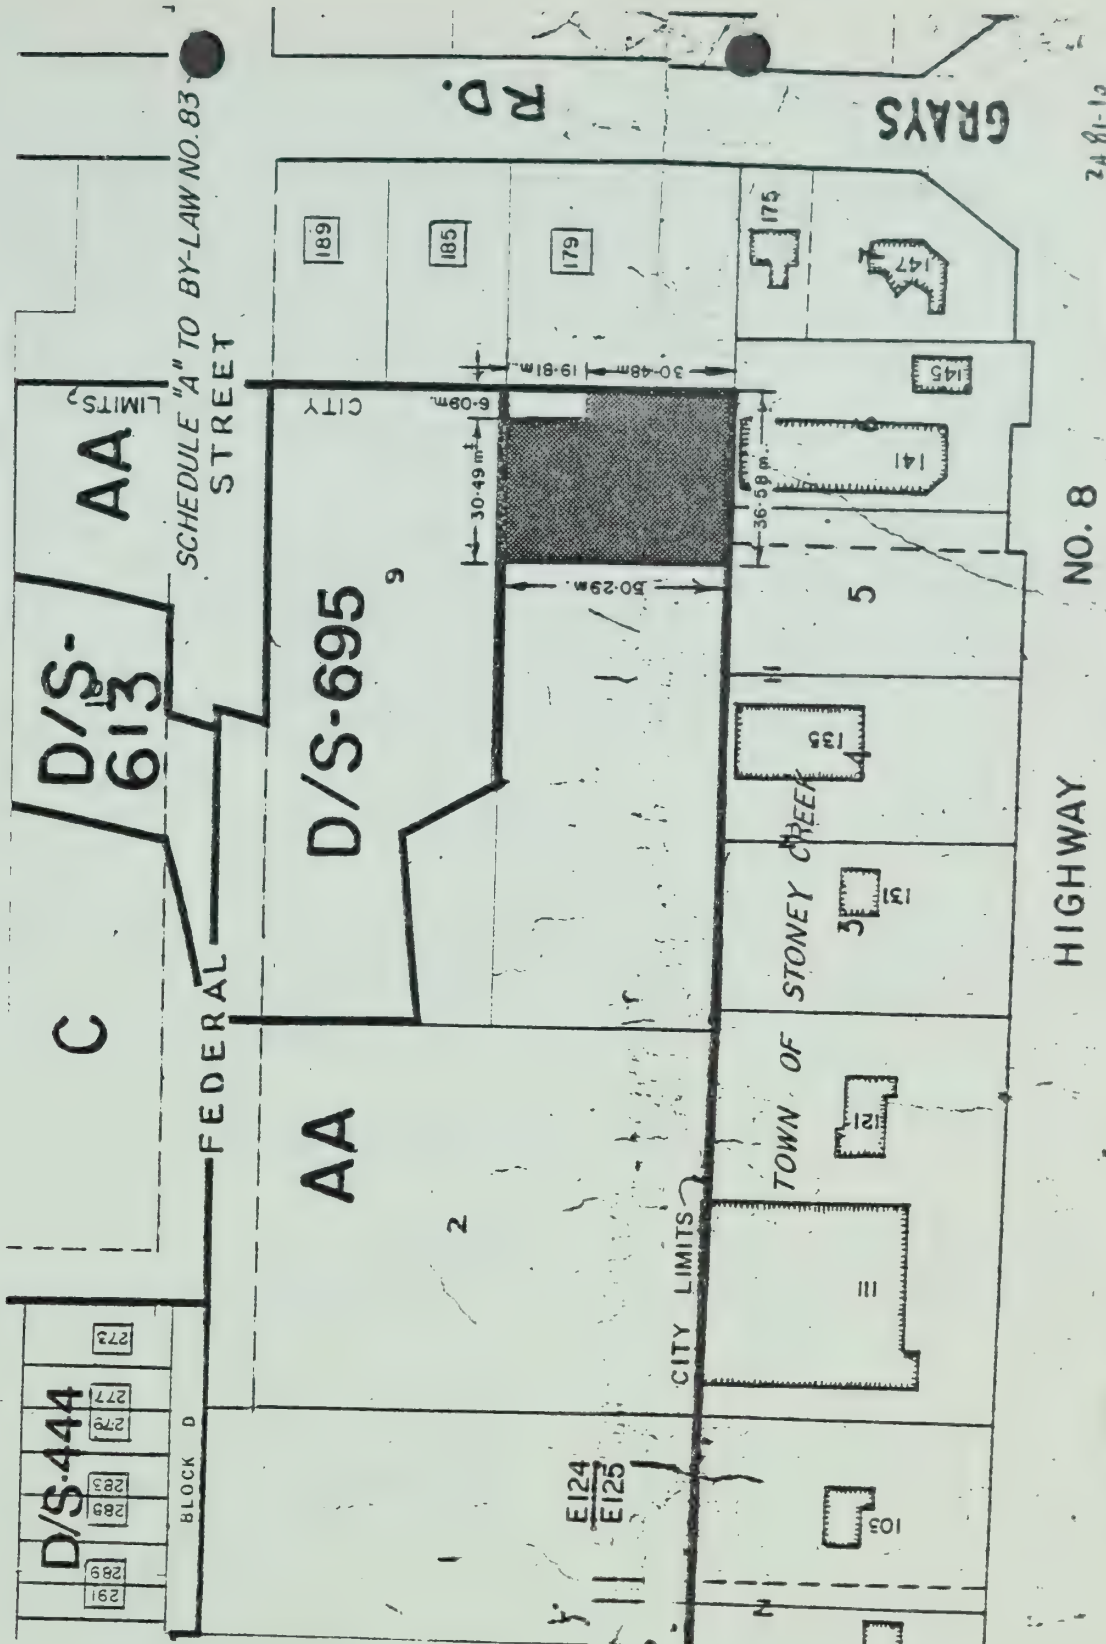 SCHEDULE "A" TO BY-LAW NO. 83
GRAYS
RD.
AA
LIMITS
STREET
CITY
189
185
179
175
147
145
141
D/S-
613
D/S-695
9
6·09m.
19·81m.
30·48m
30·49m±
36·58m.
50·29m.
5
NO. 8
HIGHWAY
C
FEDERAL
AA
2
135
4
131
3
TOWN OF STONEY CREEK
121
111
CITY LIMITS
D/S-444
273
277
279
283
285
289
291
BLOCK D
E124
E125
1
103